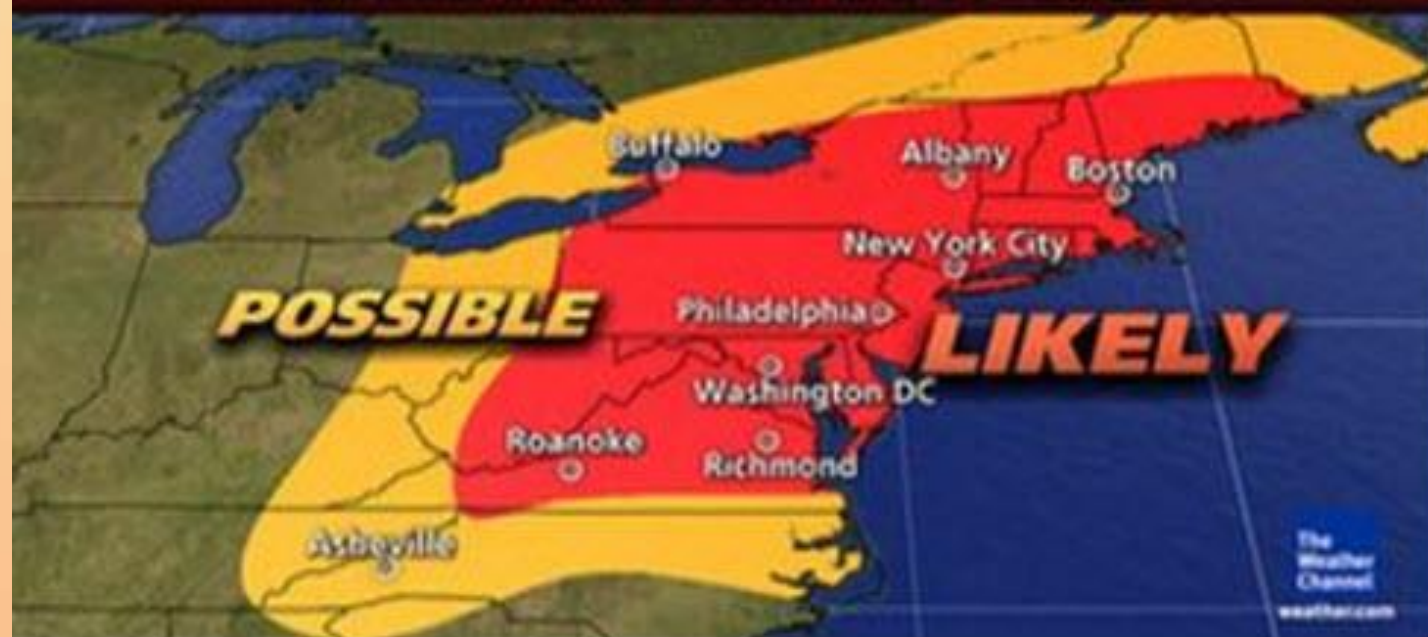 Buffalo
Albany
Boston
New York City
POSSIBLE
Philadelphia
LIKELY
Washington DC
Roanoke
Richmond
Asheville
The
Weather
Channel
weather.com